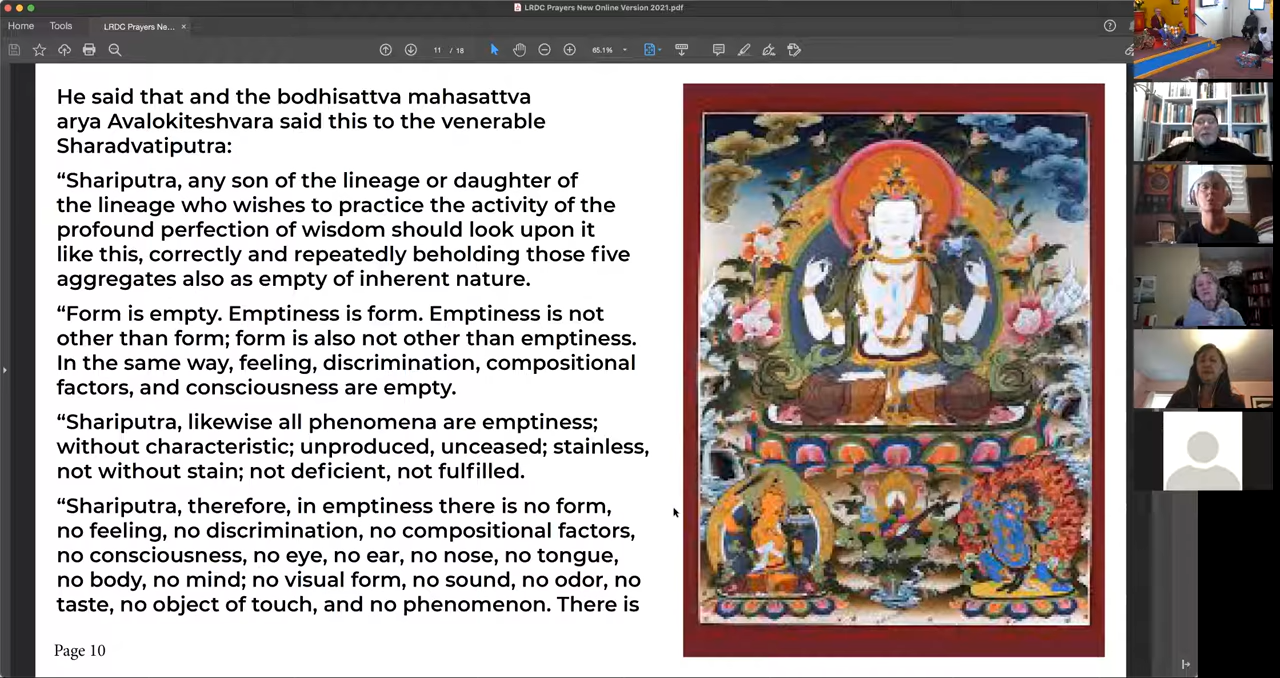 LRDC Prayers New Online Version 2021.pdf
Home Tools LRDC Prayers Ne... ×
11 / 18 65.1%
He said that and the bodhisattva mahasattva
arya Avalokiteshvara said this to the venerable
Sharadvatiputra:
“Shariputra, any son of the lineage or daughter of
the lineage who wishes to practice the activity of the
profound perfection of wisdom should look upon it
like this, correctly and repeatedly beholding those five
aggregates also as empty of inherent nature.
“Form is empty. Emptiness is form. Emptiness is not
other than form; form is also not other than emptiness.
In the same way, feeling, discrimination, compositional
factors, and consciousness are empty.
“Shariputra, likewise all phenomena are emptiness;
without characteristic; unproduced, unceased; stainless,
not without stain; not deficient, not fulfilled.
“Shariputra, therefore, in emptiness there is no form,
no feeling, no discrimination, no compositional factors,
no consciousness, no eye, no ear, no nose, no tongue,
no body, no mind; no visual form, no sound, no odor, no
taste, no object of touch, and no phenomenon. There is
Page 10